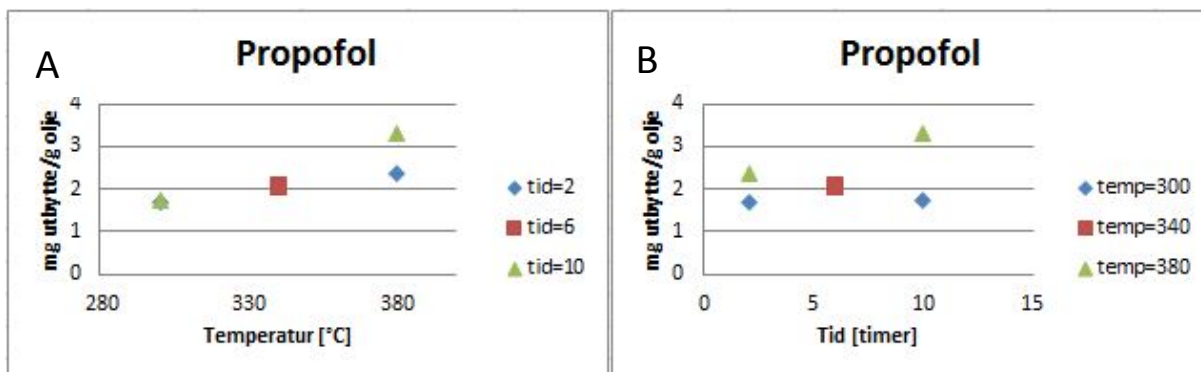 A
Propofol
mg utbytte/g olje
4
3
2
1
0
280
330
380
Temperatur [°C]
tid=2
tid=6
tid=10
B
Propofol
mg utbytte/g olje
4
3
2
1
0
0
5
10
15
Tid [timer]
temp=300
temp=340
temp=380